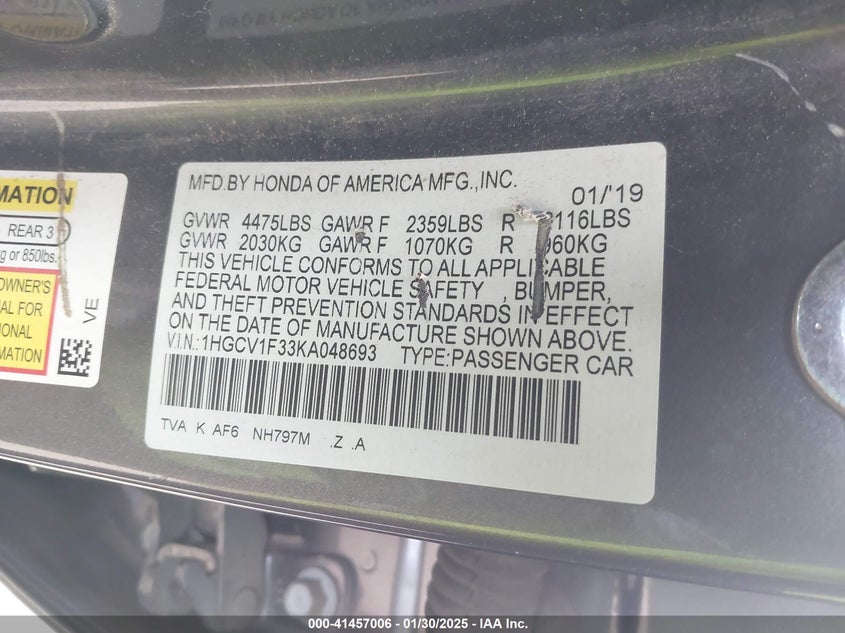 MATION
REAR 3
kg or 850lbs.
OWNER'S
FOR
MATION
VE
MFD.BY HONDA OF AMERICA MFG.,INC.
01/'19
GVWR 4475LBS GAWR F 2359LBS R
GVWR 2030KG GAWR F 1070KG R
THIS VEHICLE CONFORMS TO ALL APPLICABLE
FEDERAL MOTOR VEHICLE SAFETY , BUMPER,
AND THEFT PREVENTION STANDARDS IN EFFECT
ON THE DATE OF MANUFACTURE SHOWN ABOVE.
V.I.N.:1HGCV1F33KA048693 TYPE:PASSENGER CAR
TVA K AF6 NH797M .Z .A
000-41457006 - 01/30/2025 - IAA Inc.